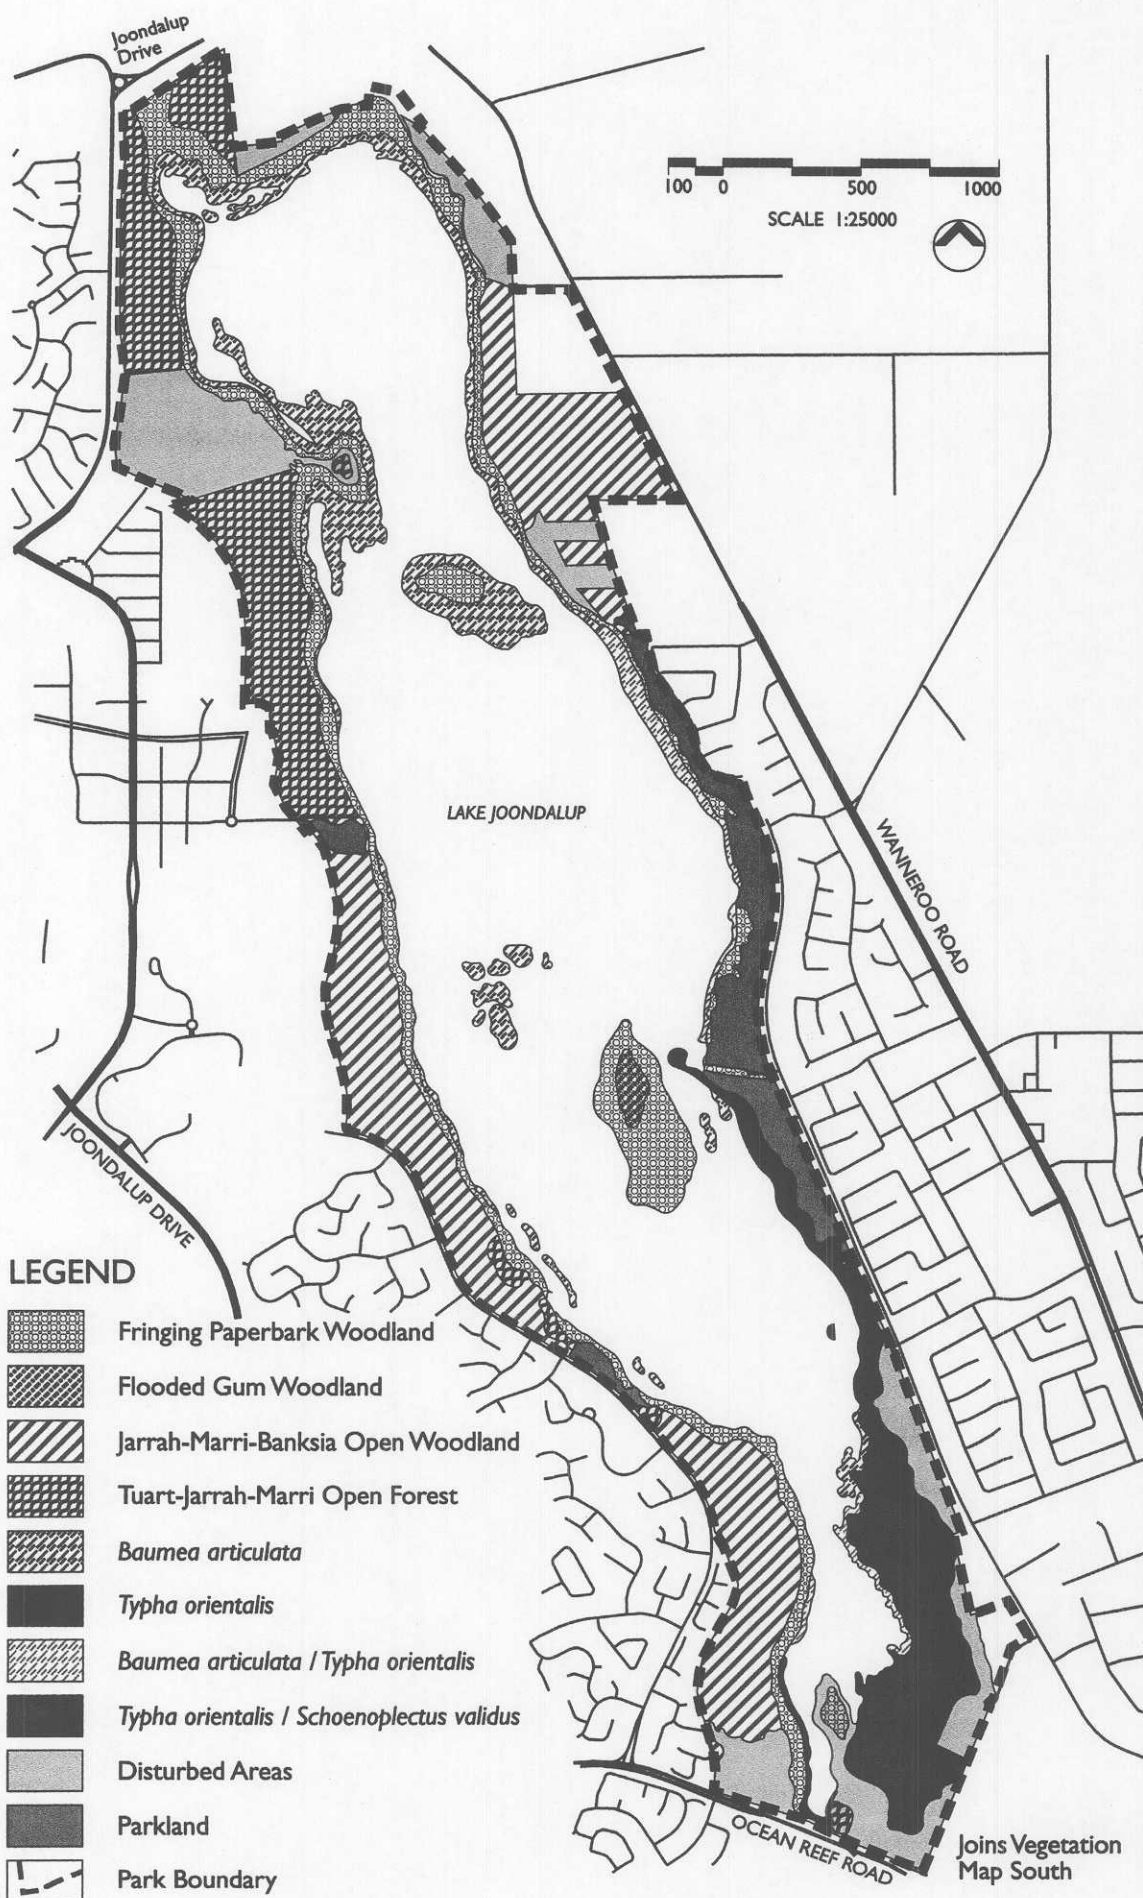 Joondalup
Drive
100 0 500 1000
SCALE 1:25000
LAKE JOONDALUP
WANNEROO ROAD
JOONDALUP DRIVE
LEGEND
Fringing Paperbark Woodland
Flooded Gum Woodland
Jarrah-Marri-Banksia Open Woodland
Tuart-Jarrah-Marri Open Forest
Baumea articulata
Typha orientalis
Baumea articulata / Typha orientalis
Typha orientalis / Schoenoplectus validus
Disturbed Areas
Parkland
Park Boundary
OCEAN REEF ROAD
Joins Vegetation
Map South